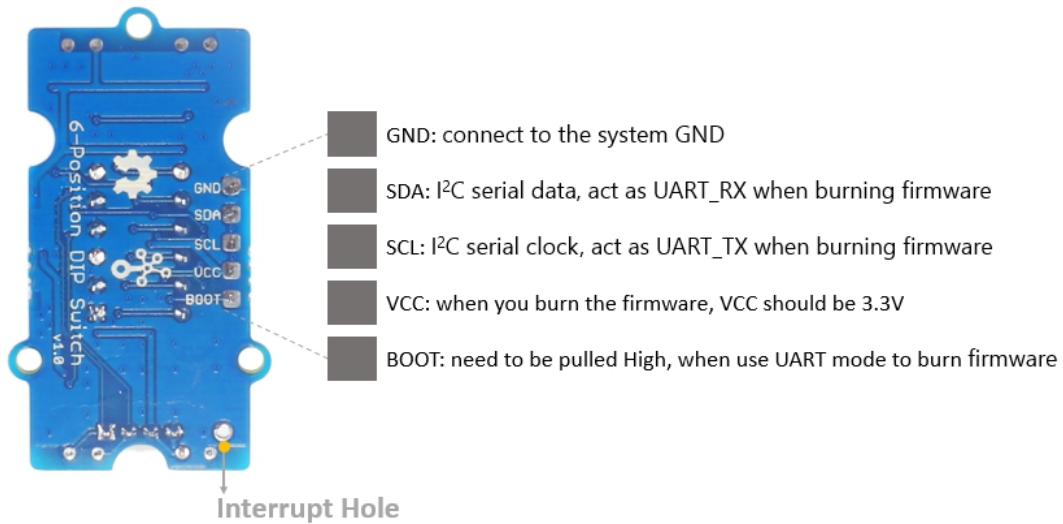 6-Position DIP Switch
v1.0
GND
SDA
SCL
VCC
BOOT
GND: connect to the system GND
SDA: I²C serial data, act as UART_RX when burning firmware
SCL: I²C serial clock, act as UART_TX when burning firmware
VCC: when you burn the firmware, VCC should be 3.3V
BOOT: need to be pulled High, when use UART mode to burn firmware
Interrupt Hole